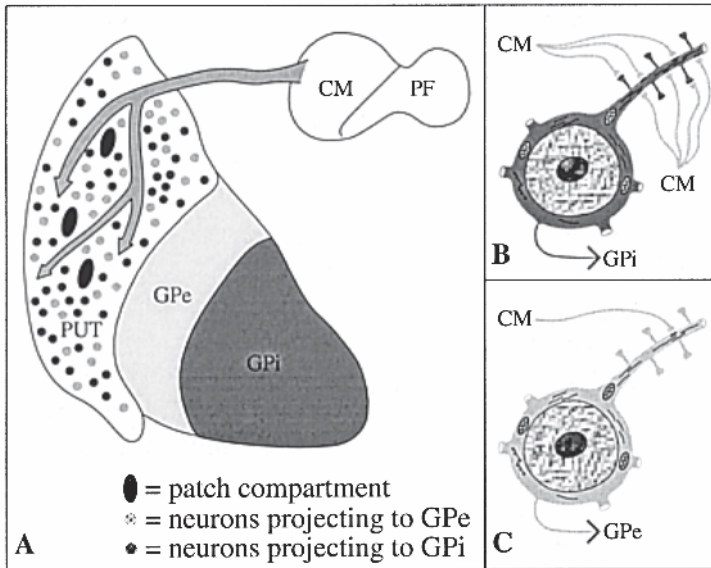 CM
PF
PUT
GPe
GPi
= patch compartment
= neurons projecting to GPe
= neurons projecting to GPi
A
CM
CM
B
GPi
CM
C
GPe